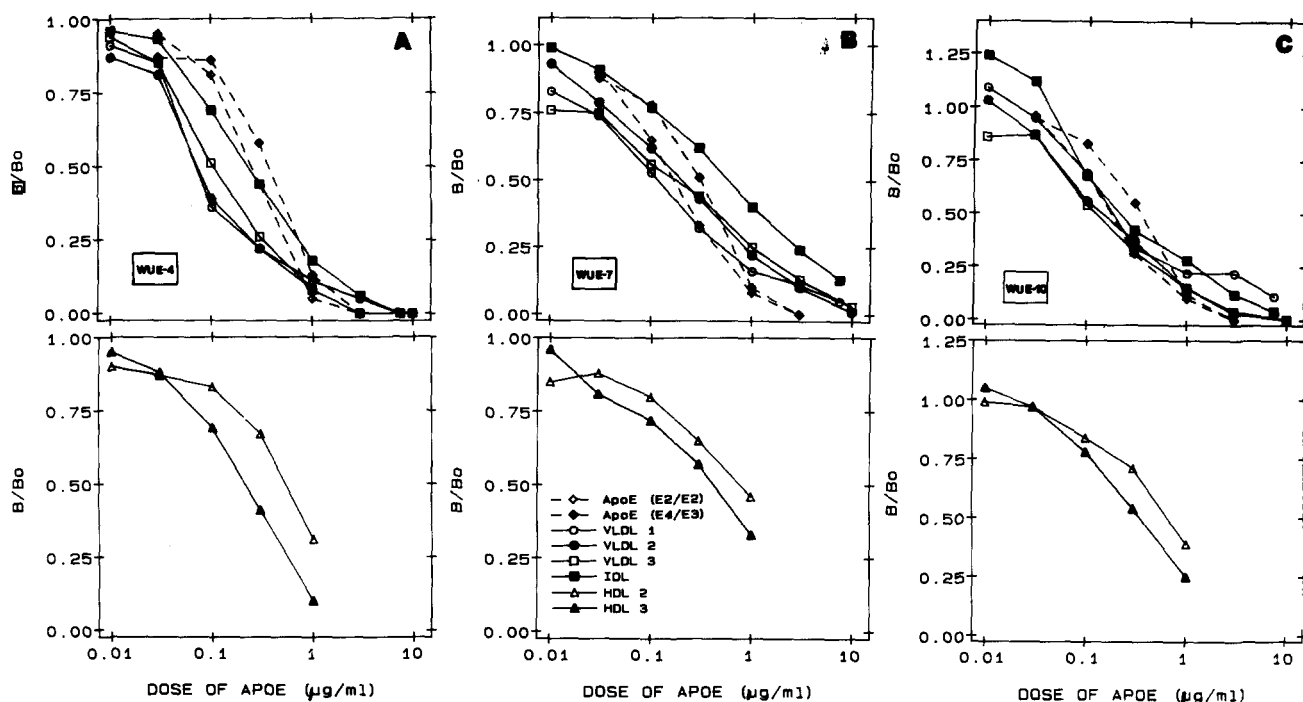 A
1.00
0.75
0.50
0.25
0.00
B/Bo
WUE-4
B
1.00
0.75
0.50
0.25
0.00
B/Bo
WUE-7
C
1.25
1.00
0.75
0.50
0.25
0.00
B/Bo
WUE-10
1.00
0.75
0.50
0.25
0.00
B/Bo
0.01 0.1 1 10
DOSE OF APOE (µg/ml)
1.00
0.75
0.50
0.25
0.00
B/Bo
ApoE (E2/E2)
ApoE (E4/E3)
VLDL 1
VLDL 2
VLDL 3
IDL
HDL 2
HDL 3
0.01 0.1 1 10
DOSE OF APOE (µg/ml)
1.25
1.00
0.75
0.50
0.25
0.00
B/Bo
0.01 0.1 1 10
DOSE OF APOE (µg/ml)